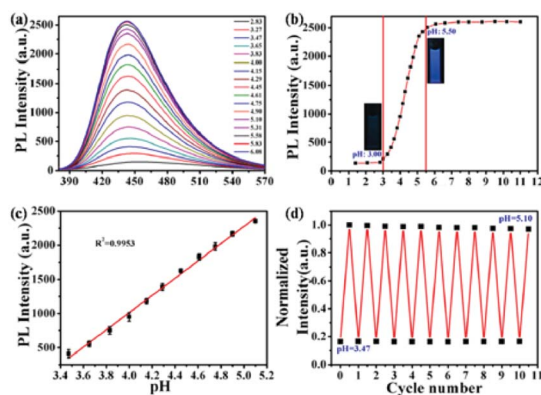 (a)
PL Intensity (a.u.)
2500
2000
1500
1000
500
0
390 420 450 480 510 540 570
2.83
3.27
3.47
3.65
3.83
4.00
4.15
4.29
4.45
4.61
4.75
4.90
5.10
5.31
5.56
5.83
6.00
(b)
PL Intensity (a.u.)
2500
2000
1500
1000
500
0
pH: 5.50
pH: 3.00
0 1 2 3 4 5 6 7 8 9 10 11 12
(c)
PL Intensity (a.u.)
2500
2000
1500
1000
500
R²=0.9953
3.4 3.6 3.8 4.0 4.2 4.4 4.6 4.8 5.0 5.2
pH
(d)
Normalized
Intensity(a.u.)
1.0
0.8
0.6
0.4
0.2
0.0
pH=5.10
pH=3.47
0 1 2 3 4 5 6 7 8 9 10 11
Cycle number